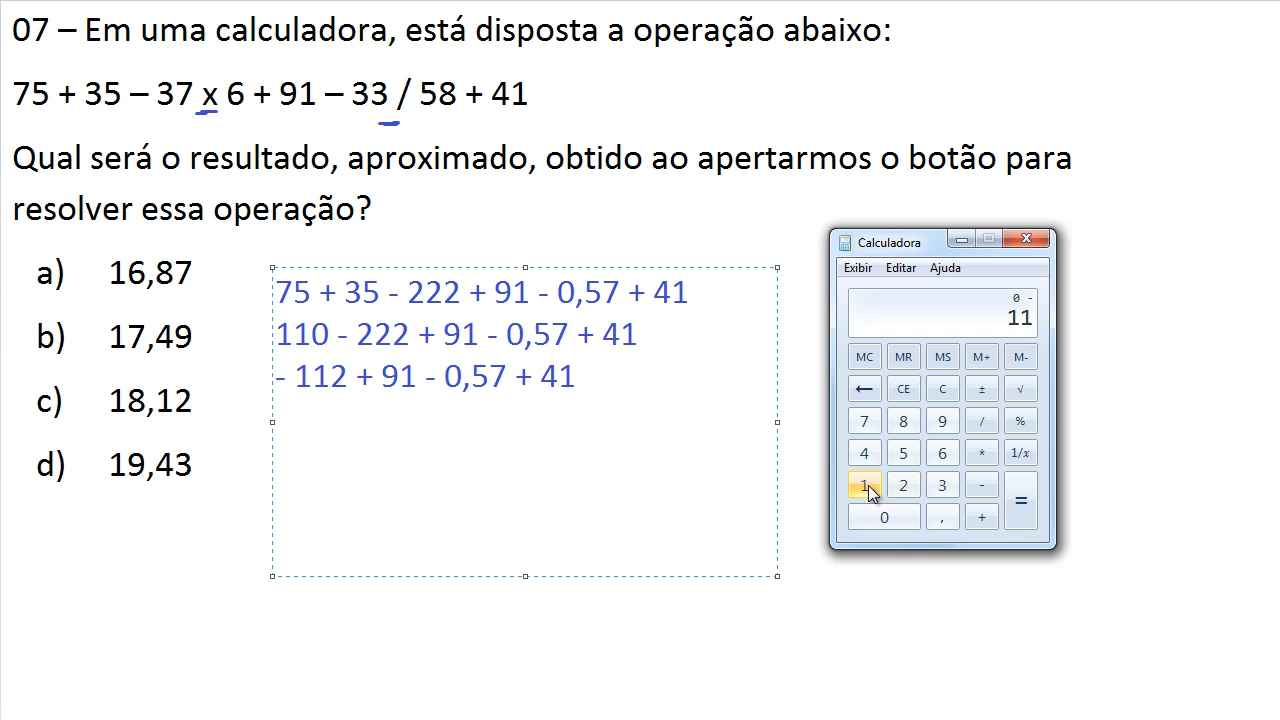 07 – Em uma calculadora, está disposta a operação abaixo:
75 + 35 – 37 x 6 + 91 – 33 / 58 + 41
Qual será o resultado, aproximado, obtido ao apertarmos o botão para
resolver essa operação?
a) 16,87
b) 17,49
c) 18,12
d) 19,43
75 + 35 - 222 + 91 - 0,57 + 41
110 - 222 + 91 - 0,57 + 41
- 112 + 91 - 0,57 + 41
Calculadora
Exibir Editar Ajuda
0 -
11
MC MR MS M+ M-
← CE C ± √
7 8 9 / %
4 5 6 * 1/x
1 2 3 - =
0 , +